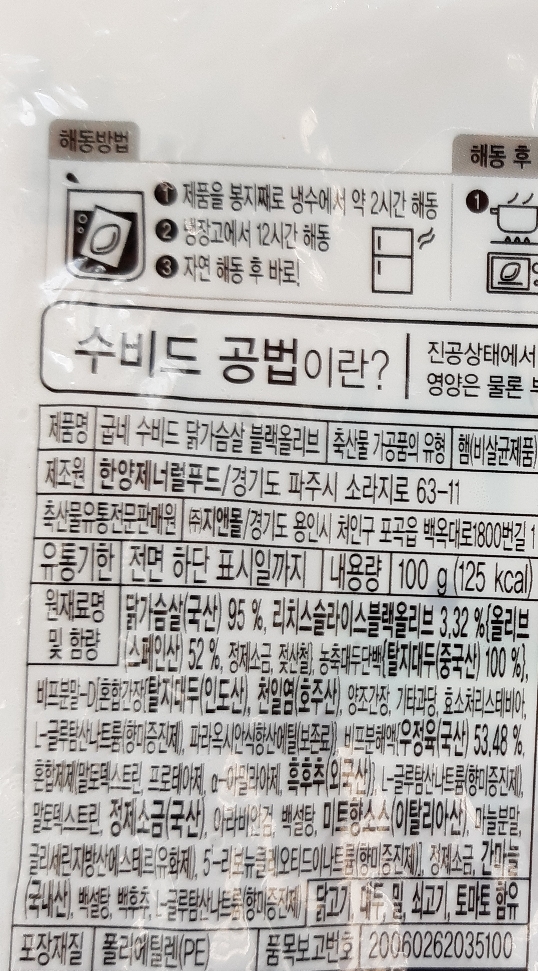 해동방법
해동 후
1 제품을 봉지째로 냉수에서 약 2시간 해동
2 냉장고에서 12시간 해동
3 자연 해동 후 바로!
1
수비드 공법이란?
진공상태에서
영양은 물론 부
제품명 굽네 수비드 닭가슴살 블랙올리브 축산물 가공품의 유형 햄(비살균제품)
제조원 한양제너럴푸드/경기도 파주시 소라지로 63-11
축산물유통전문판매원 ㈜지앤몰/경기도 용인시 처인구 포곡읍 백옥대로1800번길 1
유통기한 전면 하단 표시일까지 내용량 100 g (125 kcal)
원재료명 및 함량
닭가슴살(국산) 95 %, 리치스슬라이스블랙올리브 3.32 %{올리브
(스페인산) 52 %, 정제소금, 젖산철}, 농축대두단백{탈지대두(중국산) 100 %},
비프분말-D{혼합간장{탈지대두(인도산), 천일염(호주산), 양조간장, 기타과당, 효소처리스테비아,
L-글루탐산나트륨(향미증진제), 파라옥시안식향산에틸(보존료)} 비프분해액{우정육(국산) 53.48 %,
혼합제제{말토덱스트린, 프로테아제, α-아밀라아제, 흑후추(외국산)}, L-글루탐산나트륨(향미증진제),
말토덱스트린, 정제소금(국산), 아라비안검, 백설탕, 미트향소스(이탈리아산), 마늘분말,
글리세린지방산에스테르(유화제), 5-리보뉴클레오티드이나트륨(향미증진제)}, 정제소금, 간마늘
(국내산), 백설탕, 백후추, L-글루탐산나트륨(향미증진제) 닭고기, 대두, 밀, 쇠고기, 토마토 함유
포장재질 폴리에틸렌(PE) 품목보고번호 20060262035100